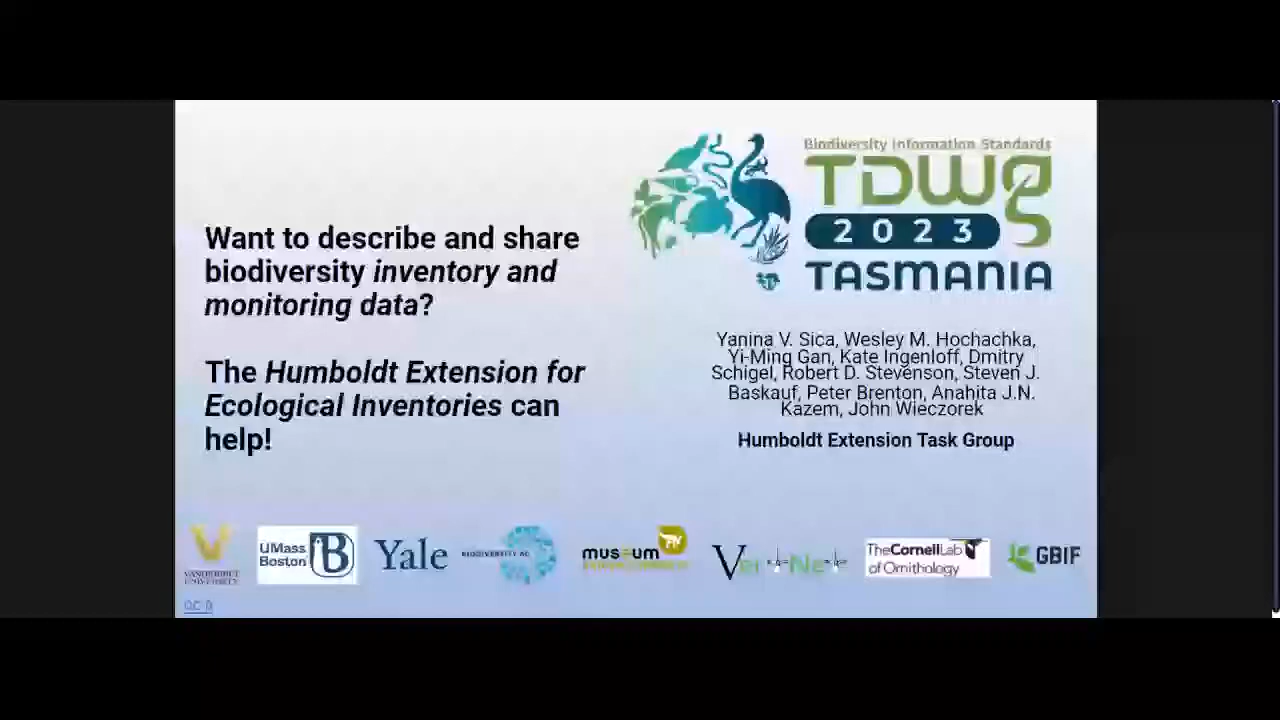 Want to describe and share
biodiversity inventory and
monitoring data?
The Humboldt Extension for
Ecological Inventories can
help!
Biodiversity Information Standards
TDWG
2023
TASMANIA
Yanina V. Sica, Wesley M. Hochachka,
Yi-Ming Gan, Kate Ingenloff, Dmitry
Schigel, Robert D. Stevenson, Steven J.
Baskauf, Peter Brenton, Anahita J.N.
Kazem, John Wieczorek
Humboldt Extension Task Group
VANDERBILT
UNIVERSITY
UMass
Boston
B
Yale
museum
VertNet
TheCornellLab
of Ornithology
GBIF